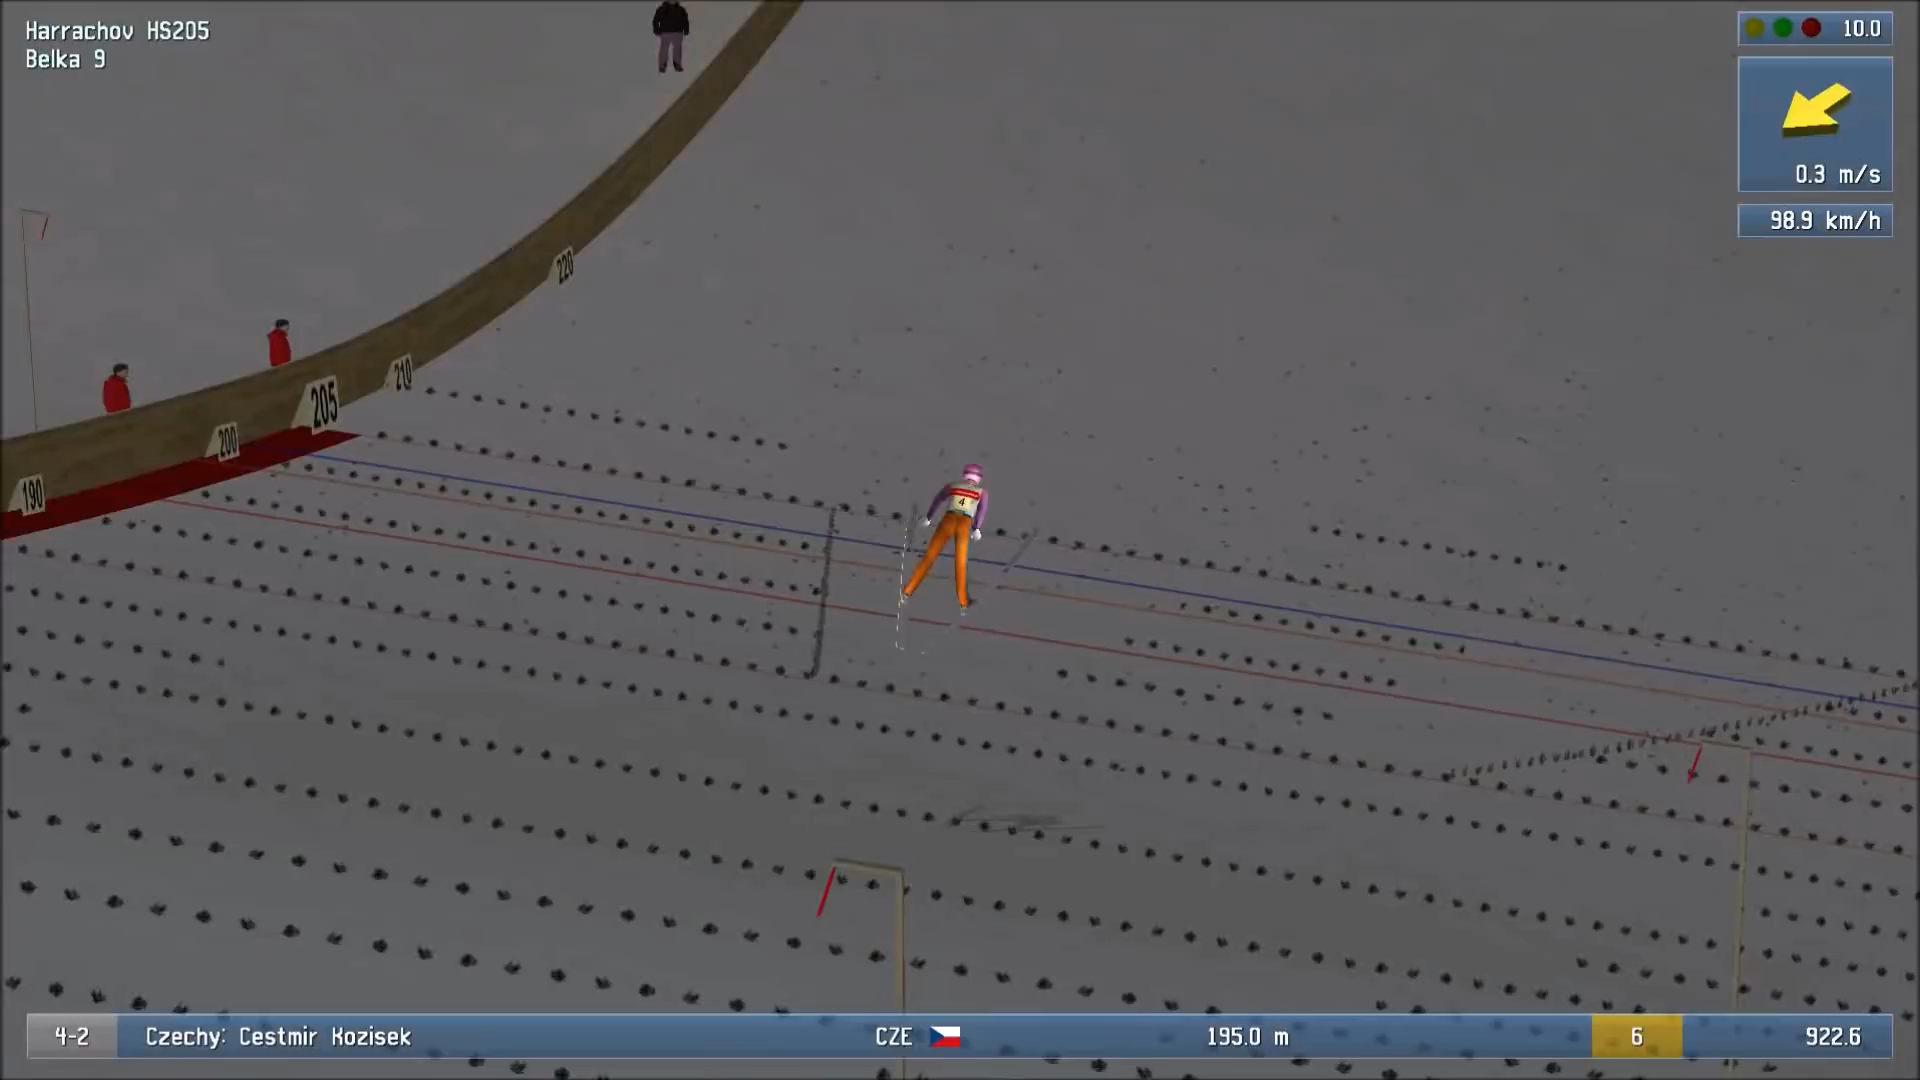 Harrachov HS205
Belka 9
10.0
0.3 m/s
98.9 km/h
220
210
205
200
190
4
4-2 Czechy: Cestmir Kozisek CZE 195.0 m 6 922.6